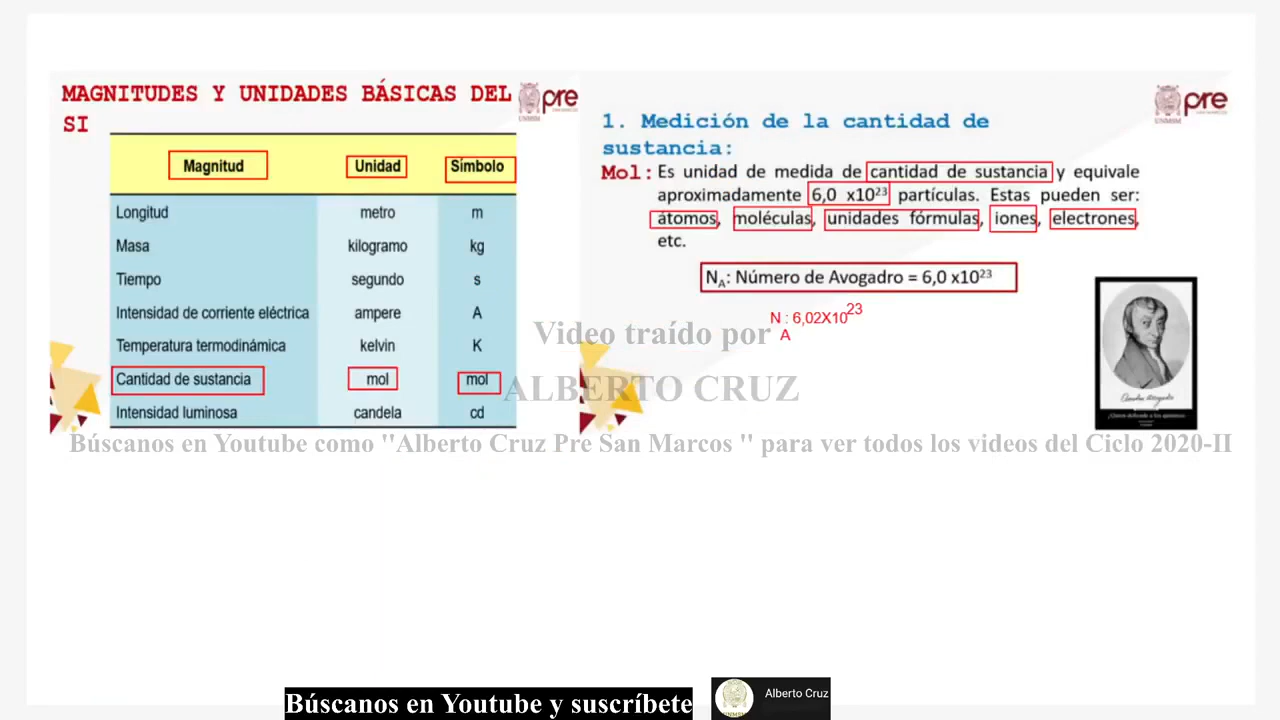 MAGNITUDES Y UNIDADES BÁSICAS DEL
SI
pre
UNMSM
Magnitud Unidad Símbolo
Longitud metro m
Masa kilogramo kg
Tiempo segundo s
Intensidad de corriente eléctrica ampere A
Temperatura termodinámica kelvin K
Cantidad de sustancia mol mol
Intensidad luminosa candela cd
pre
UNMSM
1. Medición de la cantidad de
sustancia:
Mol: Es unidad de medida de cantidad de sustancia y equivale
aproximadamente 6,0 x10²³ partículas. Estas pueden ser:
átomos, moléculas, unidades fórmulas, iones, electrones,
etc.
N_A: Número de Avogadro = 6,0 x10²³
N : 6,02X10²³
A
Video traído por
ALBERTO CRUZ
Búscanos en Youtube como ''Alberto Cruz Pre San Marcos '' para ver todos los videos del Ciclo 2020-II
Búscanos en Youtube y suscríbete
Alberto Cruz